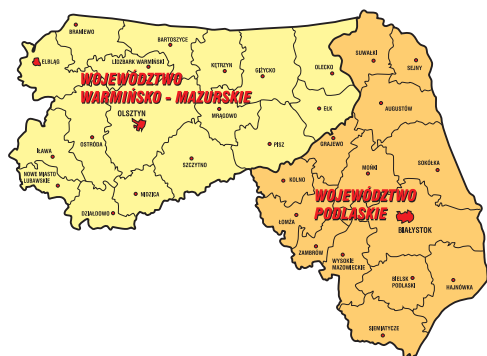 BRANIEWO
BARTOSZYCE
ELBLĄG
LIDZBARK WARMIŃSKI
KĘTRZYN
GIŻYCKO
OLECKO
SUWAŁKI
SEJNY
WOJEWÓDZTWO
WARMIŃSKO - MAZURSKIE
OLSZTYN
MRĄGOWO
EŁK
AUGUSTÓW
IŁAWA
OSTRÓDA
SZCZYTNO
PISZ
GRAJEWO
MOŃKI
SOKÓŁKA
NOWE MIASTO
LUBAWSKIE
NIDZICA
KOLNO
WOJEWÓDZTWO
PODLASKIE
DZIAŁDOWO
ŁOMŻA
BIAŁYSTOK
ZAMBRÓW
WYSOKIE
MAZOWIECKIE
BIELSK
PODLASKI
HAJNÓWKA
SIEMIATYCZE